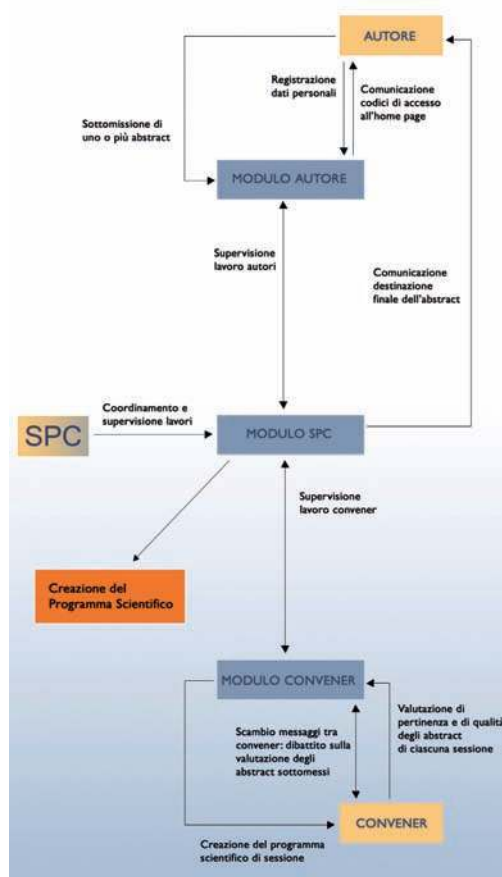 AUTORE
Registrazione
dati personali
Comunicazione
codici di accesso
all'home page
Sottomissione di
uno o più abstract
MODULO AUTORE
Supervisione
lavoro autori
Comunicazione
destinazione
finale dell'abstract
SPC
Coordinamento e
supervisione lavori
MODULO SPC
Supervisione
lavoro convener
Creazione del
Programma Scientifico
MODULO CONVENER
Scambio messaggi tra
convener: dibattito sulla
valutazione degli
abstract sottomessi
Valutazione di
pertinenza e di qualità
degli abstract
di ciascuna sessione
CONVENER
Creazione del programma
scientifico di sessione